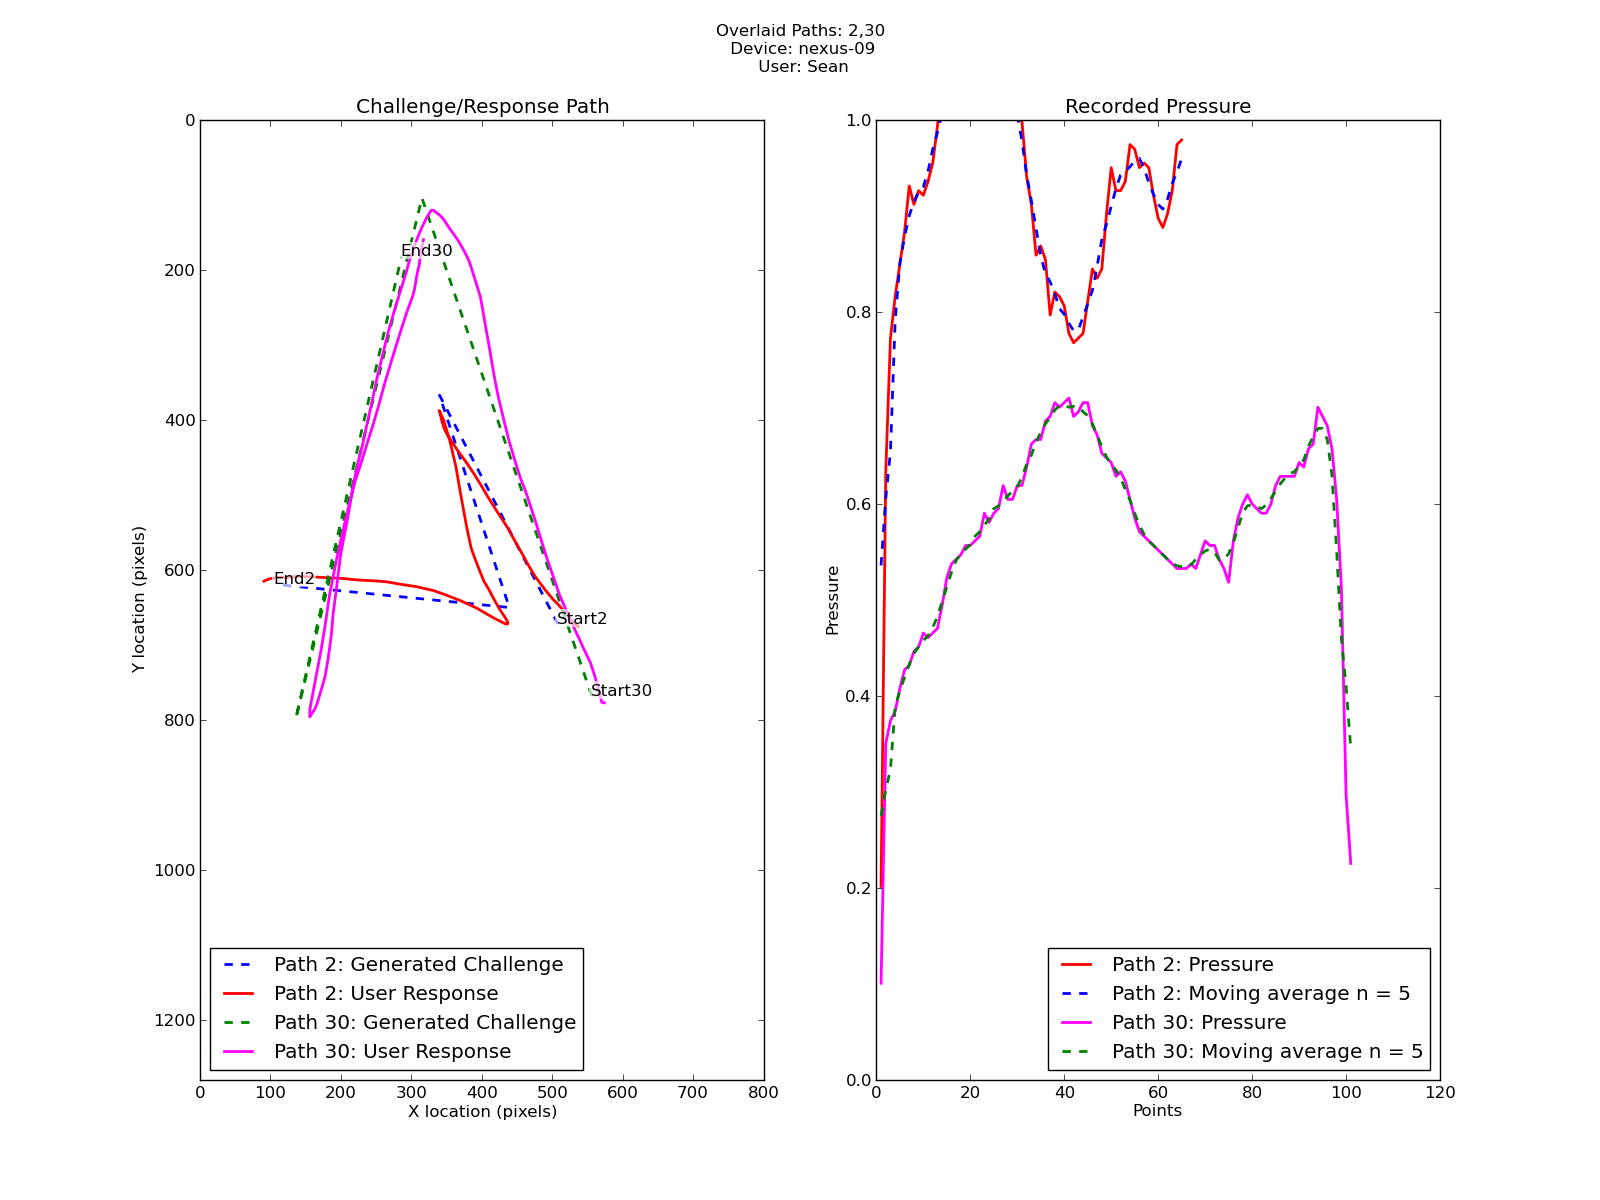 Overlaid Paths: 2,30
Device: nexus-09
User: Sean
Challenge/Response Path
0
200
400
600
800
1000
1200
Y location (pixels)
End30
End2
Start2
Start30
Path 2: Generated Challenge
Path 2: User Response
Path 30: Generated Challenge
Path 30: User Response
0 100 200 300 400 500 600 700 800
X location (pixels)
Recorded Pressure
1.0
0.8
0.6
0.4
0.2
0.0
Pressure
Path 2: Pressure
Path 2: Moving average n = 5
Path 30: Pressure
Path 30: Moving average n = 5
0 20 40 60 80 100 120
Points